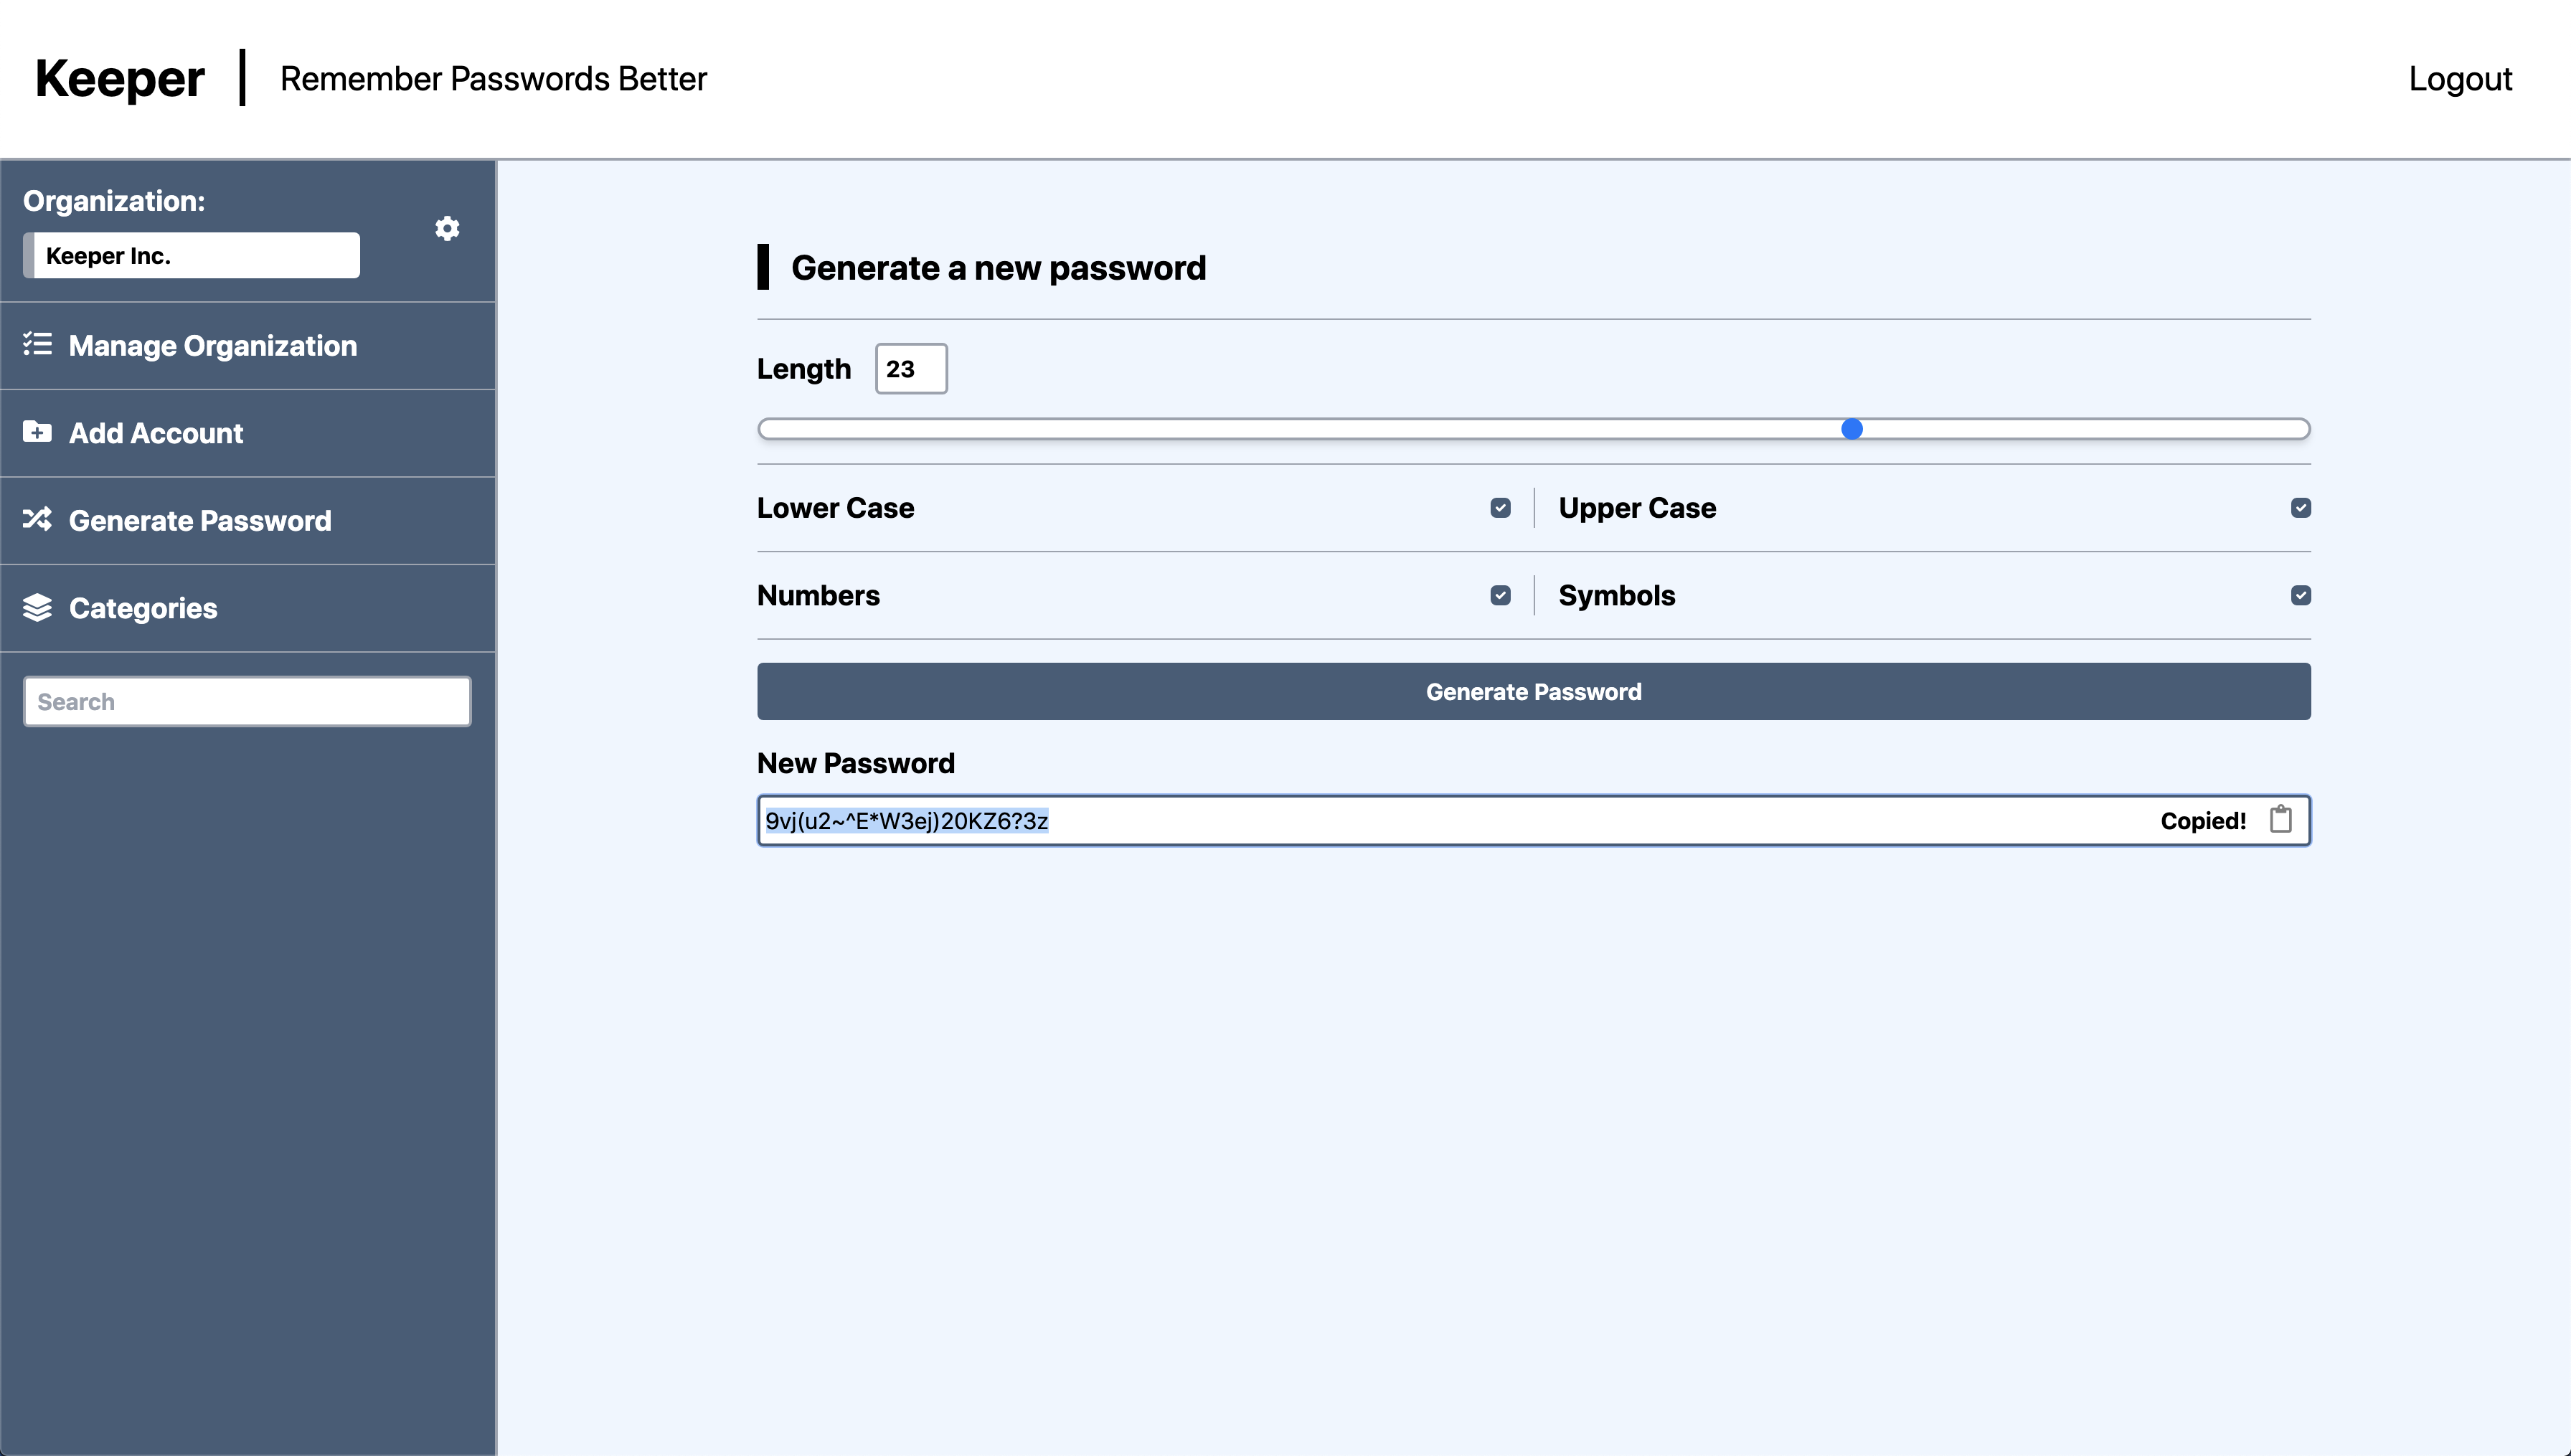 Keeper
Remember Passwords Better
Logout
Organization:
Keeper Inc.
Manage Organization
Add Account
Generate Password
Categories
Search
Generate a new password
Length 23
Lower Case
Upper Case
Numbers
Symbols
Generate Password
New Password
9vj(u2~^E*W3ej)20KZ6?3z
Copied!